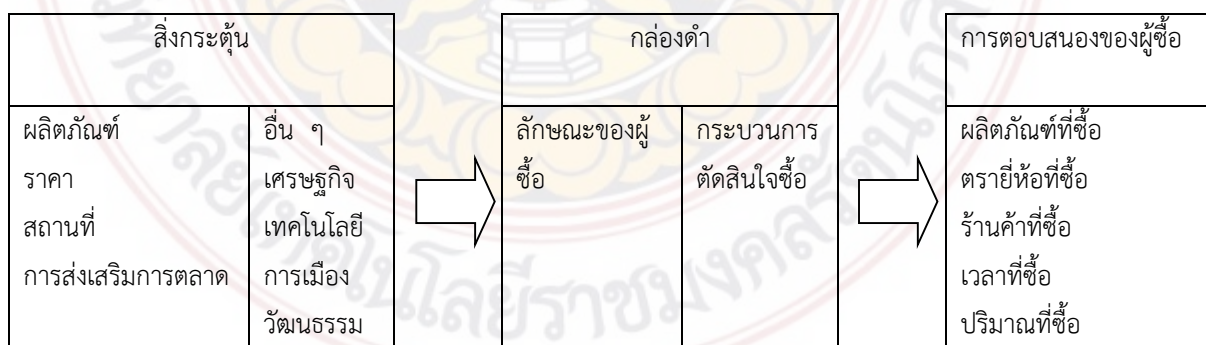 สิ่งกระตุ้น
ผลิตภัณฑ์
ราคา
สถานที่
การส่งเสริมการตลาด
อื่น ๆ
เศรษฐกิจ
เทคโนโลยี
การเมือง
วัฒนธรรม
กล่องดำ
ลักษณะของผู้
ซื้อ
กระบวนการ
ตัดสินใจซื้อ
การตอบสนองของผู้ซื้อ
ผลิตภัณฑ์ที่ซื้อ
ตรายี่ห้อที่ซื้อ
ร้านค้าที่ซื้อ
เวลาที่ซื้อ
ปริมาณที่ซื้อ